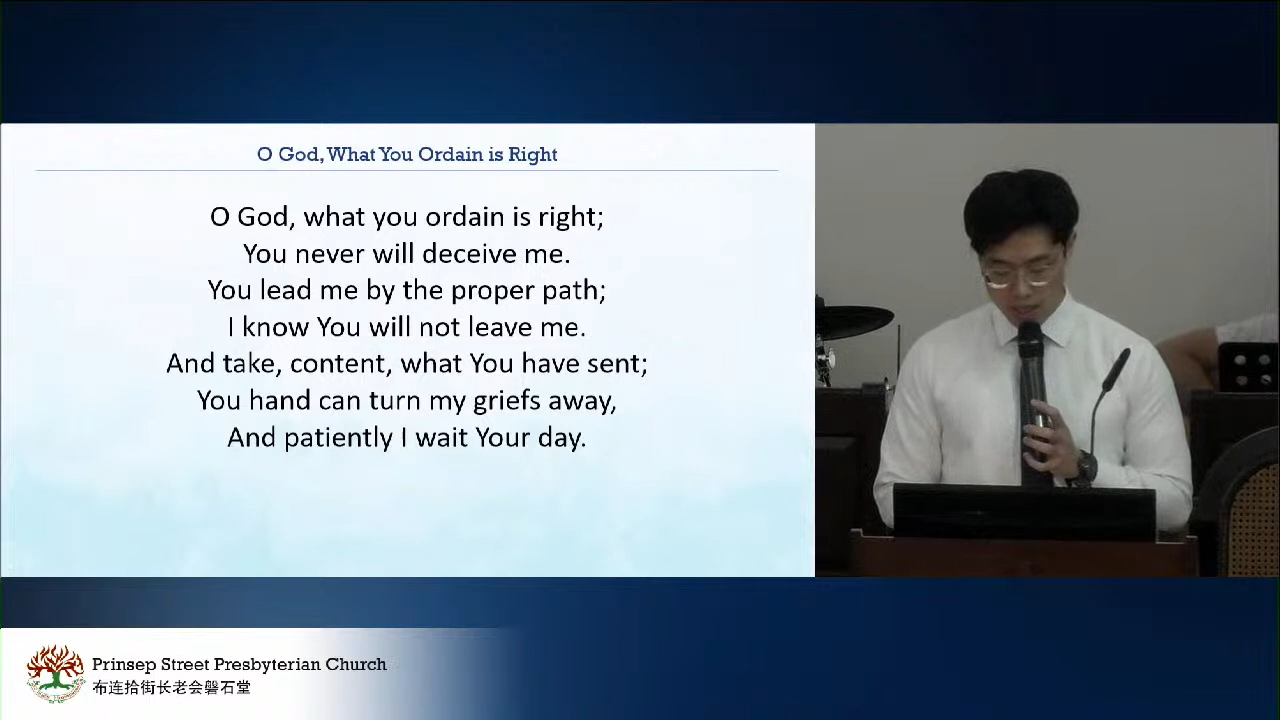 O God, What You Ordain is Right
O God, what you ordain is right;
You never will deceive me.
You lead me by the proper path;
I know You will not leave me.
And take, content, what You have sent;
You hand can turn my griefs away,
And patiently I wait Your day.
Prinsep Street Presbyterian Church
布连拾街长老会磐石堂